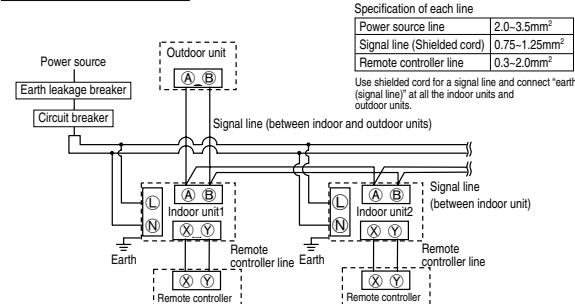 Specification of each line
Power source line 2.0~3.5mm²
Signal line (Shielded cord) 0.75~1.25mm²
Remote controller line 0.3~2.0mm²
Use shielded cord for a signal line and connect “earth
(signal line)” at all the indoor units and
outdoor units.
Outdoor unit
A B
Power source
Earth leakage breaker
Circuit breaker
Signal line (between indoor and outdoor units)
Signal line
(between indoor unit)
L
N
A B
Indoor unit1
X Y
Earth
Remote
controller line
Remote controller
L
N
A B
Indoor unit2
X Y
Earth
Remote
controller line
Remote controller